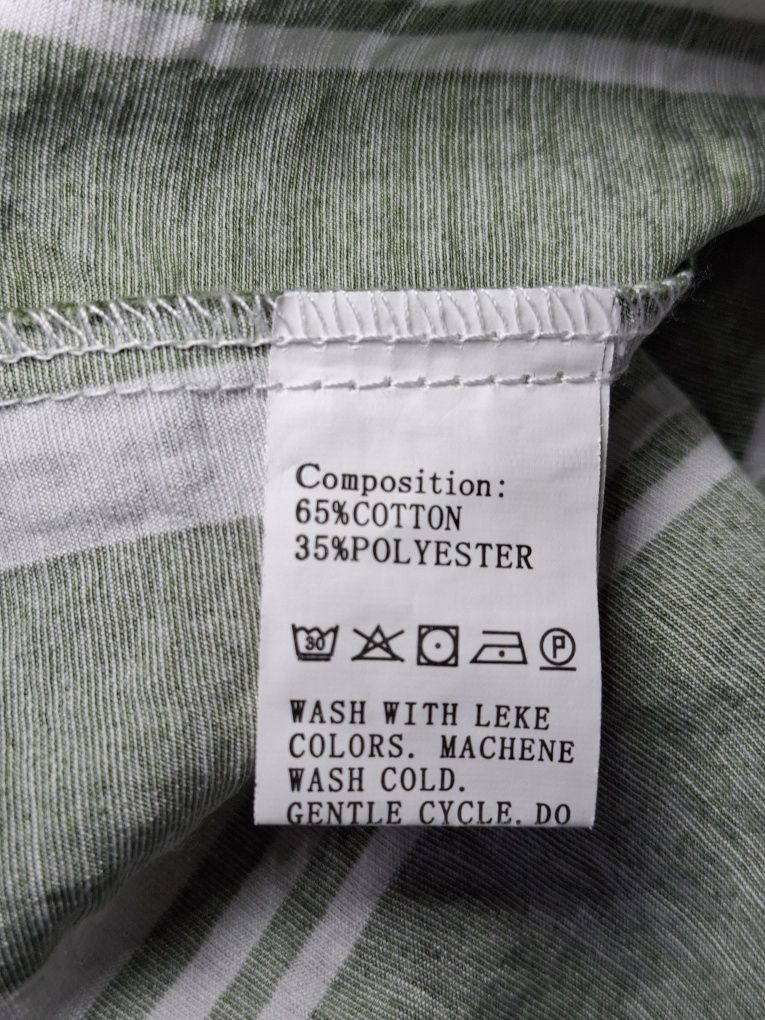 Composition:
65%COTTON
35%POLYESTER
30 P
WASH WITH LEKE
COLORS. MACHENE
WASH COLD.
GENTLE CYCLE. DO